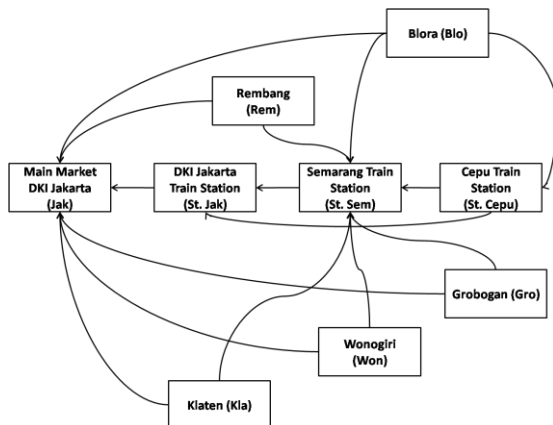 Blora (Blo)
Rembang
(Rem)
Main Market
DKI Jakarta
(Jak)
DKI Jakarta
Train Station
(St. Jak)
Semarang Train
Station
(St. Sem)
Cepu Train
Station
(St. Cepu)
Grobogan (Gro)
Wonogiri
(Won)
Klaten (Kla)